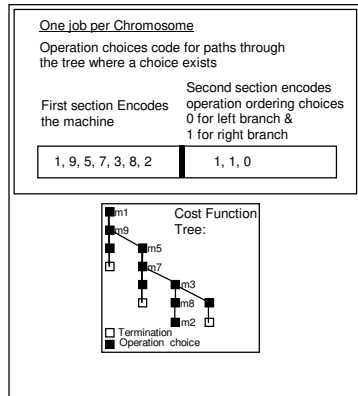 One job per Chromosome
Operation choices code for paths through
the tree where a choice exists
First section Encodes
the machine
Second section encodes
operation ordering choices
0 for left branch &
1 for right branch
1, 9, 5, 7, 3, 8, 2
1, 1, 0
Cost Function
Tree:
m1
m9
m5
m7
m3
m8
m2
Termination
Operation choice